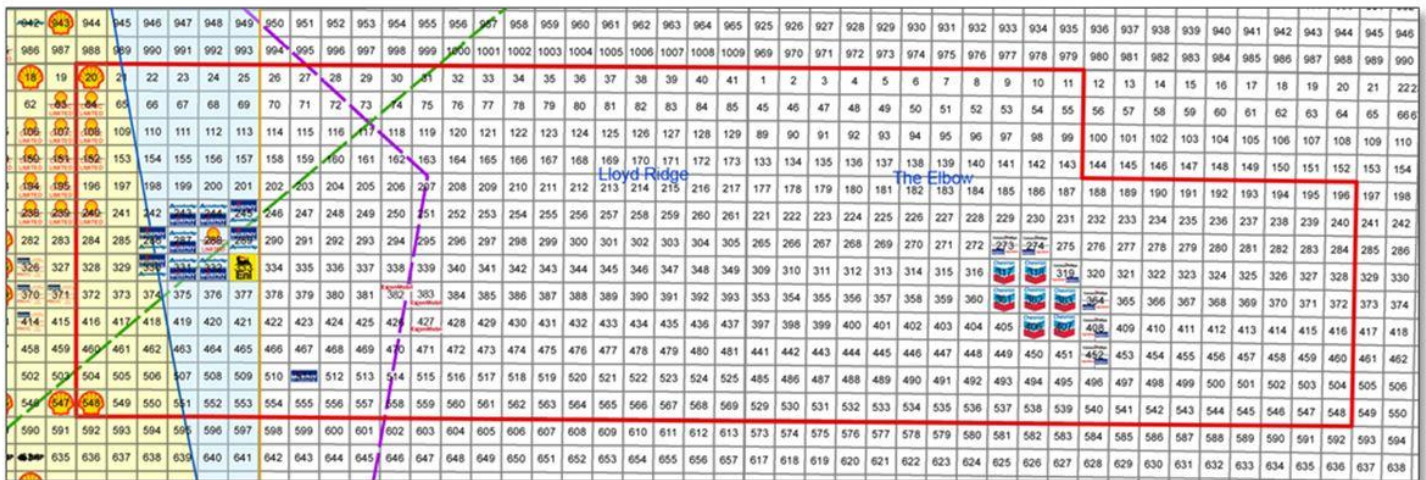 942 943 944 945 946 947 948 949 950 951 952 953 954 955 956 957 958 959 960 961 962 963 964 965 925 926 927 928 929 930 931 932 933 934 935 936 937 938 939 940 941 942 943 944 945 946
986 987 988 989 990 991 992 993 994 995 996 997 998 999 1000 1001 1002 1003 1004 1005 1006 1007 1008 1009 969 970 971 972 973 974 975 976 977 978 979 980 981 982 983 984 985 986 987 988 989 990
18 19 20 21 22 23 24 25 26 27 28 29 30 31 32 33 34 35 36 37 38 39 40 41 1 2 3 4 5 6 7 8 9 10 11 12 13 14 15 16 17 18 19 20 21 222
62 63 64 65 66 67 68 69 70 71 72 73 74 75 76 77 78 79 80 81 82 83 84 85 45 46 47 48 49 50 51 52 53 54 55 56 57 58 59 60 61 62 63 64 65 666
106 107 108 109 110 111 112 113 114 115 116 117 118 119 120 121 122 123 124 125 126 127 128 129 89 90 91 92 93 94 95 96 97 98 99 100 101 102 103 104 105 106 107 108 109 110
150 151 152 153 154 155 156 157 158 159 160 161 162 163 164 165 166 167 168 169 170 171 172 173 133 134 135 136 137 138 139 140 141 142 143 144 145 146 147 148 149 150 151 152 153 154
Lloyd Ridge The Elbow
194 195 196 197 198 199 200 201 202 203 204 205 206 207 208 209 210 211 212 213 214 215 216 217 177 178 179 180 181 182 183 184 185 186 187 188 189 190 191 192 193 194 195 196 197 198
238 239 240 241 242 243 244 245 246 247 248 249 250 251 252 253 254 255 256 257 258 259 260 261 221 222 223 224 225 226 227 228 229 230 231 232 233 234 235 236 237 238 239 240 241 242
282 283 284 285 286 287 288 289 290 291 292 293 294 295 296 297 298 299 300 301 302 303 304 305 265 266 267 268 269 270 271 272 273 274 275 276 277 278 279 280 281 282 283 284 285 286
326 327 328 329 330 331 332 Eni 334 335 336 337 338 339 340 341 342 343 344 345 346 347 348 349 309 310 311 312 313 314 315 316 317 318 319 320 321 322 323 324 325 326 327 328 329 330
370 371 372 373 374 375 376 377 378 379 380 381 382 383 384 385 386 387 388 389 390 391 392 393 353 354 355 356 357 358 359 360 361 362 363 364 365 366 367 368 369 370 371 372 373 374
414 415 416 417 418 419 420 421 422 423 424 425 426 427 428 429 430 431 432 433 434 435 436 437 397 398 399 400 401 402 403 404 405 406 407 408 409 410 411 412 413 414 415 416 417 418
458 459 460 461 462 463 464 465 466 467 468 469 470 471 472 473 474 475 476 477 478 479 480 481 441 442 443 444 445 446 447 448 449 450 451 452 453 454 455 456 457 458 459 460 461 462
502 503 504 505 506 507 508 509 510 512 513 514 515 516 517 518 519 520 521 522 523 524 525 485 486 487 488 489 490 491 492 493 494 495 496 497 498 499 500 501 502 503 504 505 506
546 547 548 549 550 551 552 553 554 555 556 557 558 559 560 561 562 563 564 565 566 567 568 569 529 530 531 532 533 534 535 536 537 538 539 540 541 542 543 544 545 546 547 548 549 550
590 591 592 593 594 595 596 597 598 599 600 601 602 603 604 605 606 607 608 609 610 611 612 613 573 574 575 576 577 578 579 580 581 582 583 584 585 586 587 588 589 590 591 592 593 594
635 636 637 638 639 640 641 642 643 644 645 646 647 648 649 650 651 652 653 654 655 656 657 617 618 619 620 621 622 623 624 625 626 627 628 629 630 631 632 633 634 635 636 637 638